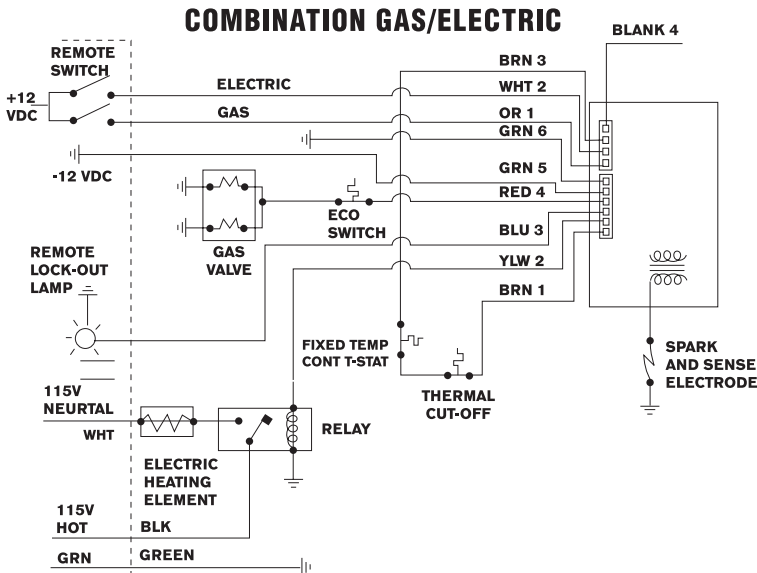 COMBINATION GAS/ELECTRIC
BLANK 4
REMOTE
SWITCH
BRN 3
ELECTRIC
WHT 2
+12
VDC
GAS
OR 1
GRN 6
-12 VDC
GRN 5
RED 4
ECO
SWITCH
BLU 3
GAS
VALVE
REMOTE
LOCK-OUT
LAMP
YLW 2
BRN 1
FIXED TEMP
CONT T-STAT
SPARK
AND SENSE
ELECTRODE
THERMAL
CUT-OFF
115V
NEURTAL
WHT
RELAY
ELECTRIC
HEATING
ELEMENT
115V
HOT
BLK
GRN
GREEN